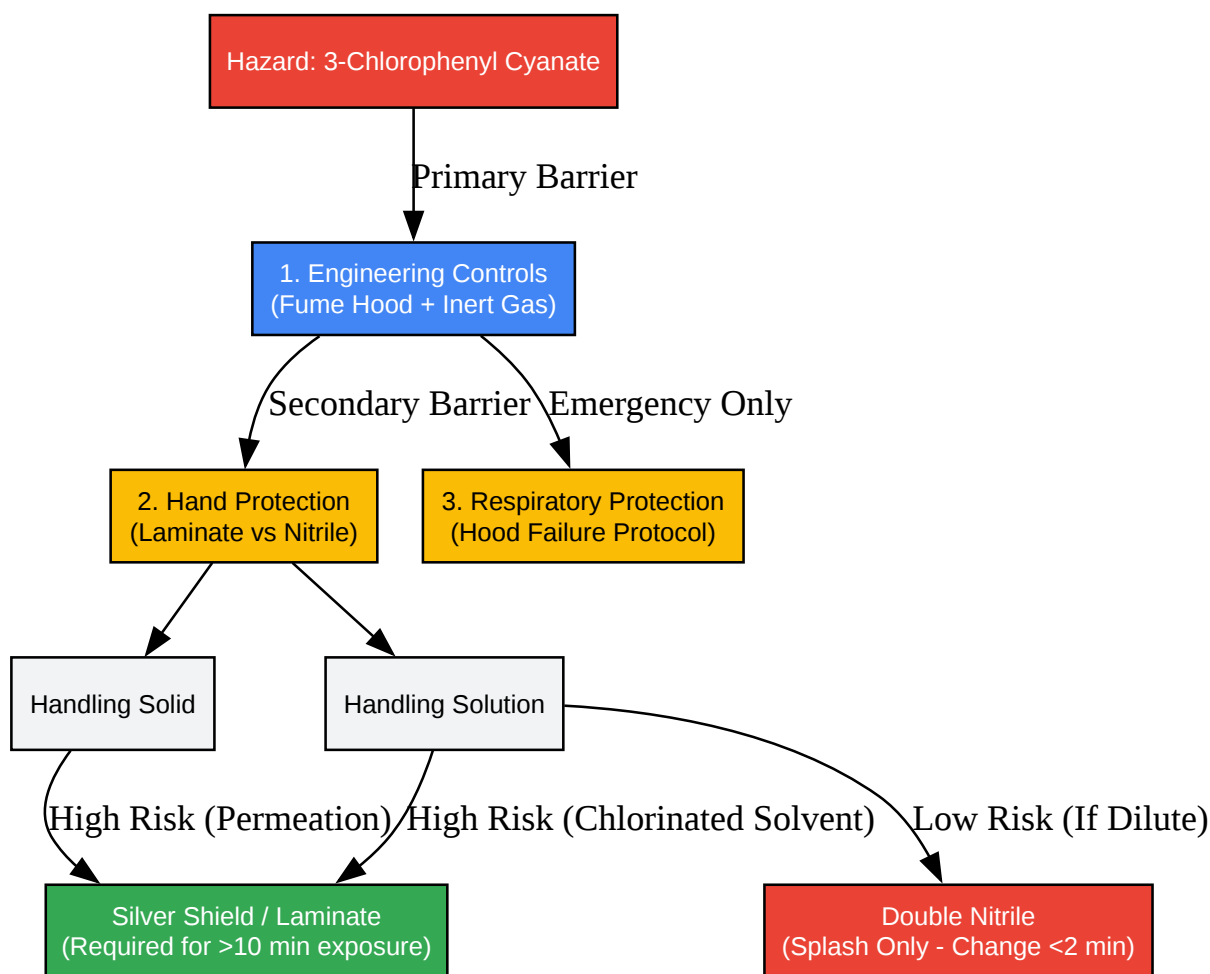 Hazard: 3-Chlorophenyl Cyanate
Primary Barrier
1. Engineering Controls
(Fume Hood + Inert Gas)
Secondary Barrier
Emergency Only
2. Hand Protection
(Laminate vs Nitrile)
3. Respiratory Protection
(Hood Failure Protocol)
Handling Solid
Handling Solution
High Risk (Permeation)
High Risk (Chlorinated Solvent)
Low Risk (If Dilute)
Silver Shield / Laminate
(Required for >10 min exposure)
Double Nitrile
(Splash Only - Change <2 min)